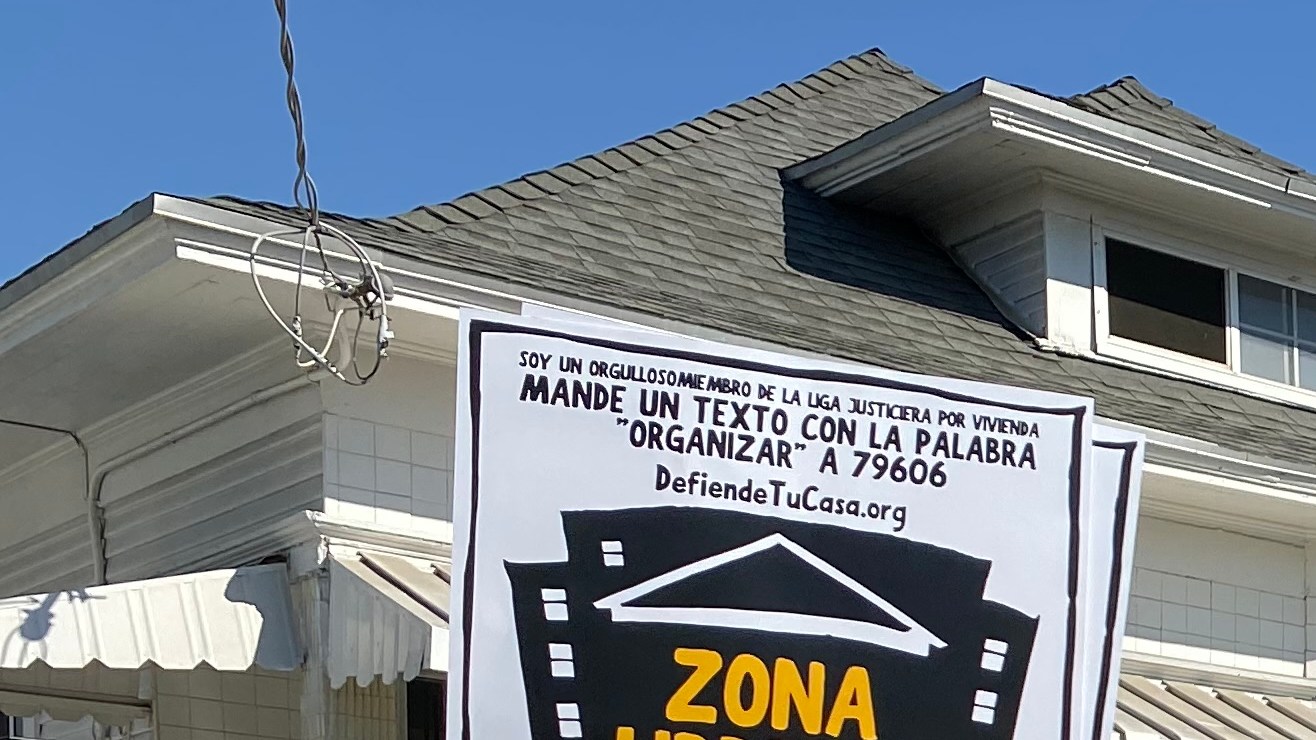 SOY UN ORGULLOSOMIEMBRO DE LA LIGA JUSTICIERA POR VIVIENDA
MANDE UN TEXTO CON LA PALABRA
"ORGANIZAR" A 79606
DefiendeTuCasa.org
ZONA